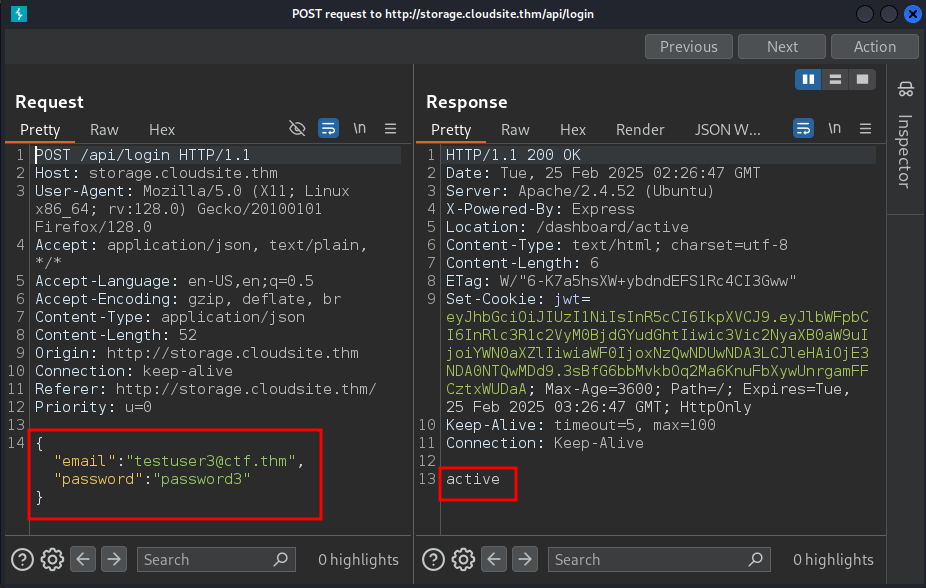 POST request to http://storage.cloudsite.thm/api/login
Previous
Next
Action
Request
Pretty
Raw
Hex
\n
1 POST /api/login HTTP/1.1
2 Host: storage.cloudsite.thm
3 User-Agent: Mozilla/5.0 (X11; Linux
x86_64; rv:128.0) Gecko/20100101
Firefox/128.0
4 Accept: application/json, text/plain,
*/*
5 Accept-Language: en-US,en;q=0.5
6 Accept-Encoding: gzip, deflate, br
7 Content-Type: application/json
8 Content-Length: 52
9 Origin: http://storage.cloudsite.thm
10 Connection: keep-alive
11 Referer: http://storage.cloudsite.thm/
12 Priority: u=0
13
14 {
"email":"testuser3@ctf.thm",
"password":"password3"
}
Search
0 highlights
Response
Pretty
Raw
Hex
Render
JSON W...
\n
1 HTTP/1.1 200 OK
2 Date: Tue, 25 Feb 2025 02:26:47 GMT
3 Server: Apache/2.4.52 (Ubuntu)
4 X-Powered-By: Express
5 Location: /dashboard/active
6 Content-Type: text/html; charset=utf-8
7 Content-Length: 6
8 ETag: W/"6-K7a5hsXW+ybdndEFS1Rc4CI3Gww"
9 Set-Cookie: jwt=
eyJhbGciOiJIUzI1NiIsInR5cCI6IkpXVCJ9.eyJlbWFpbC
I6InRlc3R1c2VyM0BjdGYudGhtIiwic3Vic2NyaXB0aW9uI
joiYWN0aXZlIiwiaWF0IjoxNzQwNDUwNDA3LCJleHAiOjE3
NDA0NTQwMDd9.3sBfG6bbMvkbOq2Ma6KnuFbXywUnrgamFF
CztxWUDaA; Max-Age=3600; Path=/; Expires=Tue,
25 Feb 2025 03:26:47 GMT; HttpOnly
10 Keep-Alive: timeout=5, max=100
11 Connection: Keep-Alive
12
13 active
Search
0 highlights
Inspector